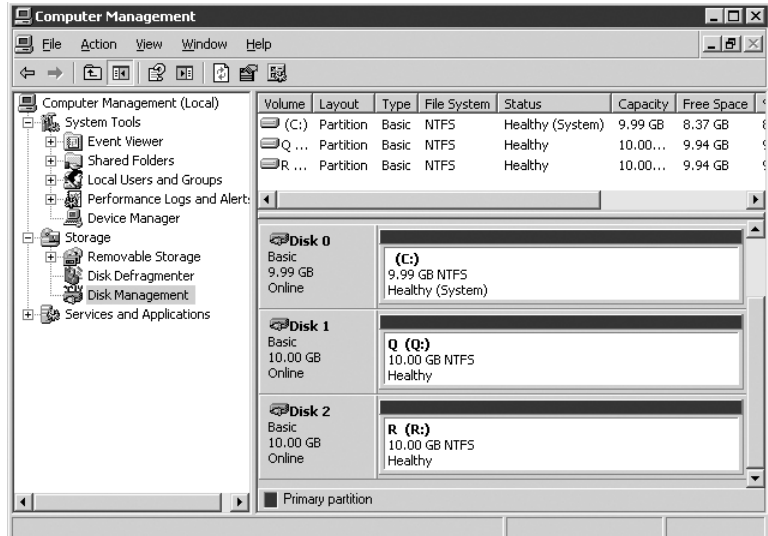 Computer Management
File Action View Window Help
Computer Management (Local)
System Tools
Event Viewer
Shared Folders
Local Users and Groups
Performance Logs and Alert:
Device Manager
Storage
Removable Storage
Disk Defragmenter
Disk Management
Services and Applications
Volume Layout Type File System Status Capacity Free Space
(C:) Partition Basic NTFS Healthy (System) 9.99 GB 8.37 GB
Q ... Partition Basic NTFS Healthy 10.00... 9.94 GB
R ... Partition Basic NTFS Healthy 10.00... 9.94 GB
Disk 0
Basic
9.99 GB
Online
(C:)
9.99 GB NTFS
Healthy (System)
Disk 1
Basic
10.00 GB
Online
Q (Q:)
10.00 GB NTFS
Healthy
Disk 2
Basic
10.00 GB
Online
R (R:)
10.00 GB NTFS
Healthy
Primary partition